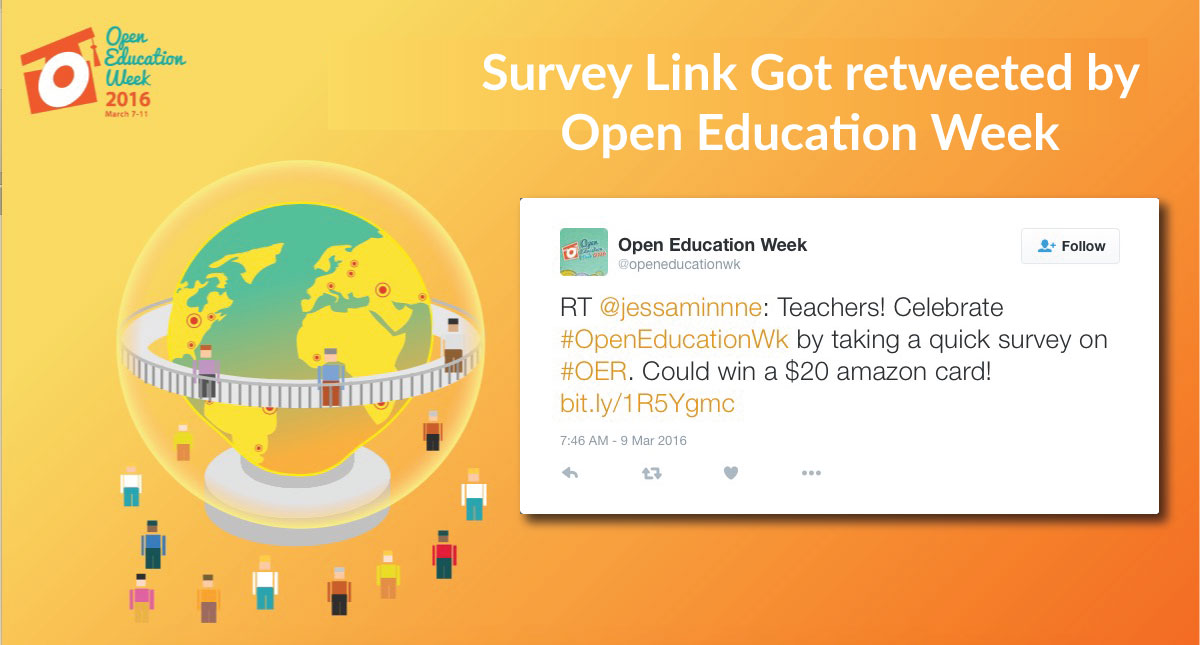 Open
Education
Week
2016
March 7-11
Survey Link Got retweeted by
Open Education Week
Open Education Week
@openeducationwk
Follow
RT @jessaminnne: Teachers! Celebrate
#OpenEducationWk by taking a quick survey on
#OER. Could win a $20 amazon card!
bit.ly/1R5Ygmc
7:46 AM - 9 Mar 2016